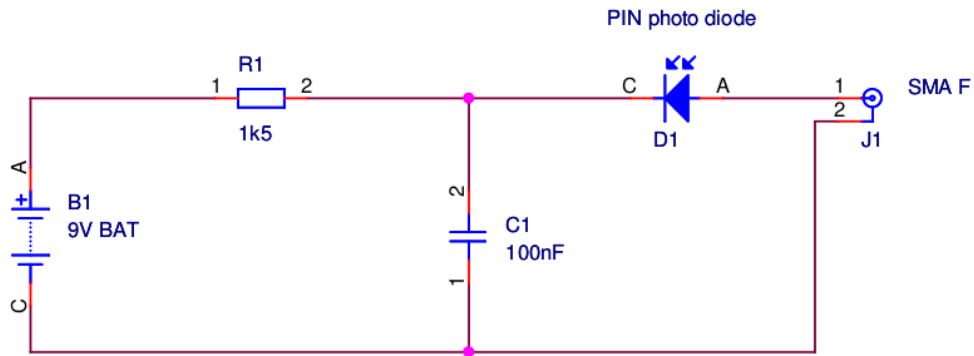 PIN photo diode
R1
1 2
1k5
C A
D1
1
2
SMA F
J1
A
+
B1
9V BAT
C
2
C1
100nF
1